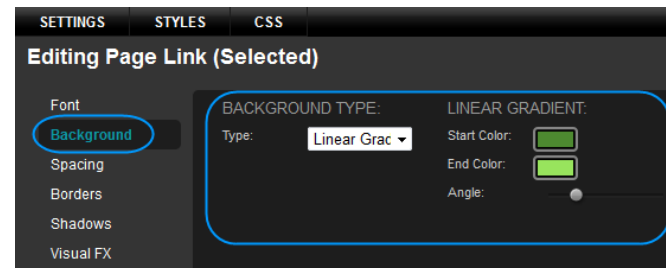 SETTINGS STYLES CSS
Editing Page Link (Selected)
Font
Background
Spacing
Borders
Shadows
Visual FX
BACKGROUND TYPE:
Type: Linear Grac
LINEAR GRADIENT:
Start Color:
End Color:
Angle: